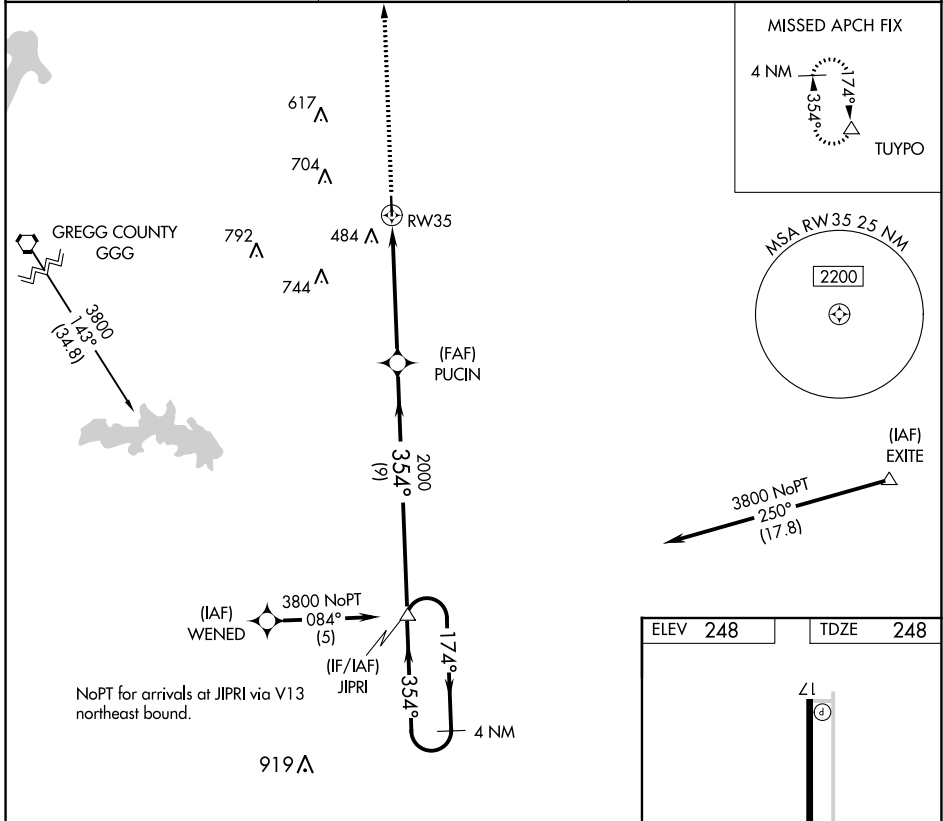 MISSED APCH FIX
4 NM
354°
174°
TUYPO
617
704
RW35
792
484
744
GREGG COUNTY
GGG
3800
143°
(34.8)
MSA RW35 25 NM
2200
(FAF)
PUCIN
2000
354°
(9)
(IAF)
EXITE
3800 NoPT
250°
(17.8)
(IAF)
WENED
3800 NoPT
084°
(5)
(IF/IAF)
JIPRI
174°
354°
4 NM
NoPT for arrivals at JIPRI via V13
northeast bound.
919
ELEV 248
TDZE 248
17
P